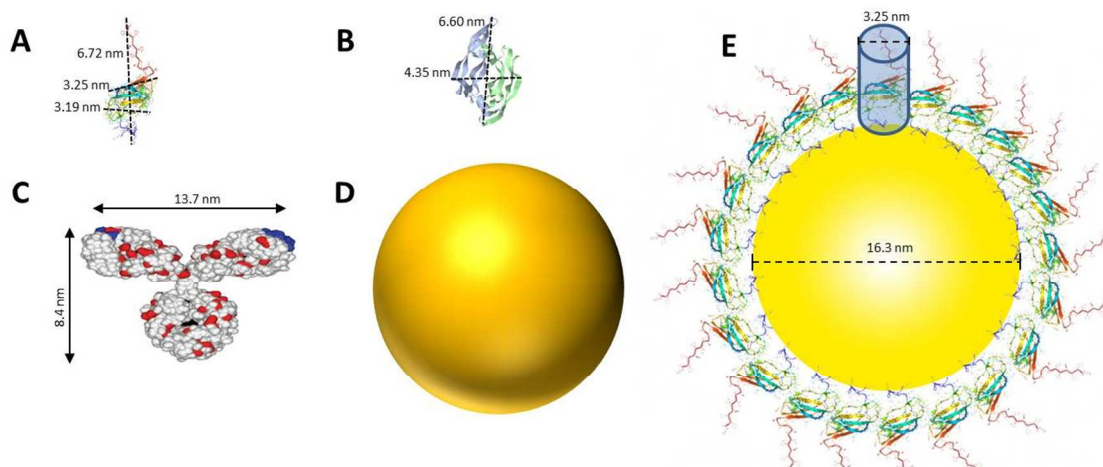 A
6.72 nm
3.25 nm
3.19 nm
B
6.60 nm
4.35 nm
C
13.7 nm
8.4 nm
D
E
3.25 nm
16.3 nm